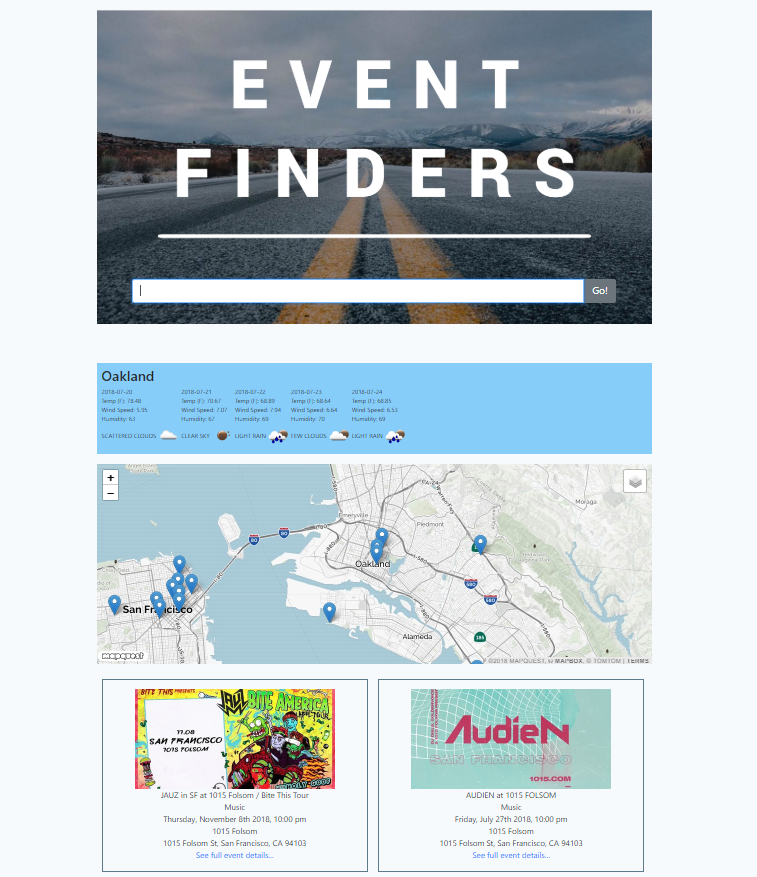 EVENT
FINDERS
Go!
Oakland
2018-07-20
Temp (F): 78.48
Wind Speed: 5.95
Humidity: 63
SCATTERED CLOUDS
2018-07-21
Temp (F): 70.67
Wind Speed: 7.07
Humidity: 67
CLEAR SKY
2018-07-22
Temp (F): 68.89
Wind Speed: 7.94
Humidity: 69
LIGHT RAIN
2018-07-23
Temp (F): 68.64
Wind Speed: 6.64
Humidity: 70
FEW CLOUDS
2018-07-24
Temp (F): 68.85
Wind Speed: 6.53
Humidity: 69
LIGHT RAIN
+
−
Moraga
Emeryville
Piedmont
Oakland
San Francisco
Alameda
80
80
580
580
185
I-580
I-880
mapquest
©2018 MAPQUEST, © MAPBOX, © TOMTOM | TERMS
BITE THIS PRESENTS
JAUZ
BITE AMERICA
11.08
SAN FRANCISCO
1015 FOLSOM
JAUZ in SF at 1015 Folsom / Bite This Tour
Music
Thursday, November 8th 2018, 10:00 pm
1015 Folsom
1015 Folsom St, San Francisco, CA 94103
See full event details...
AudieN
SAN FRANCISCO
1015.COM
AUDIEN at 1015 FOLSOM
Music
Friday, July 27th 2018, 10:00 pm
1015 Folsom
1015 Folsom St, San Francisco, CA 94103
See full event details...